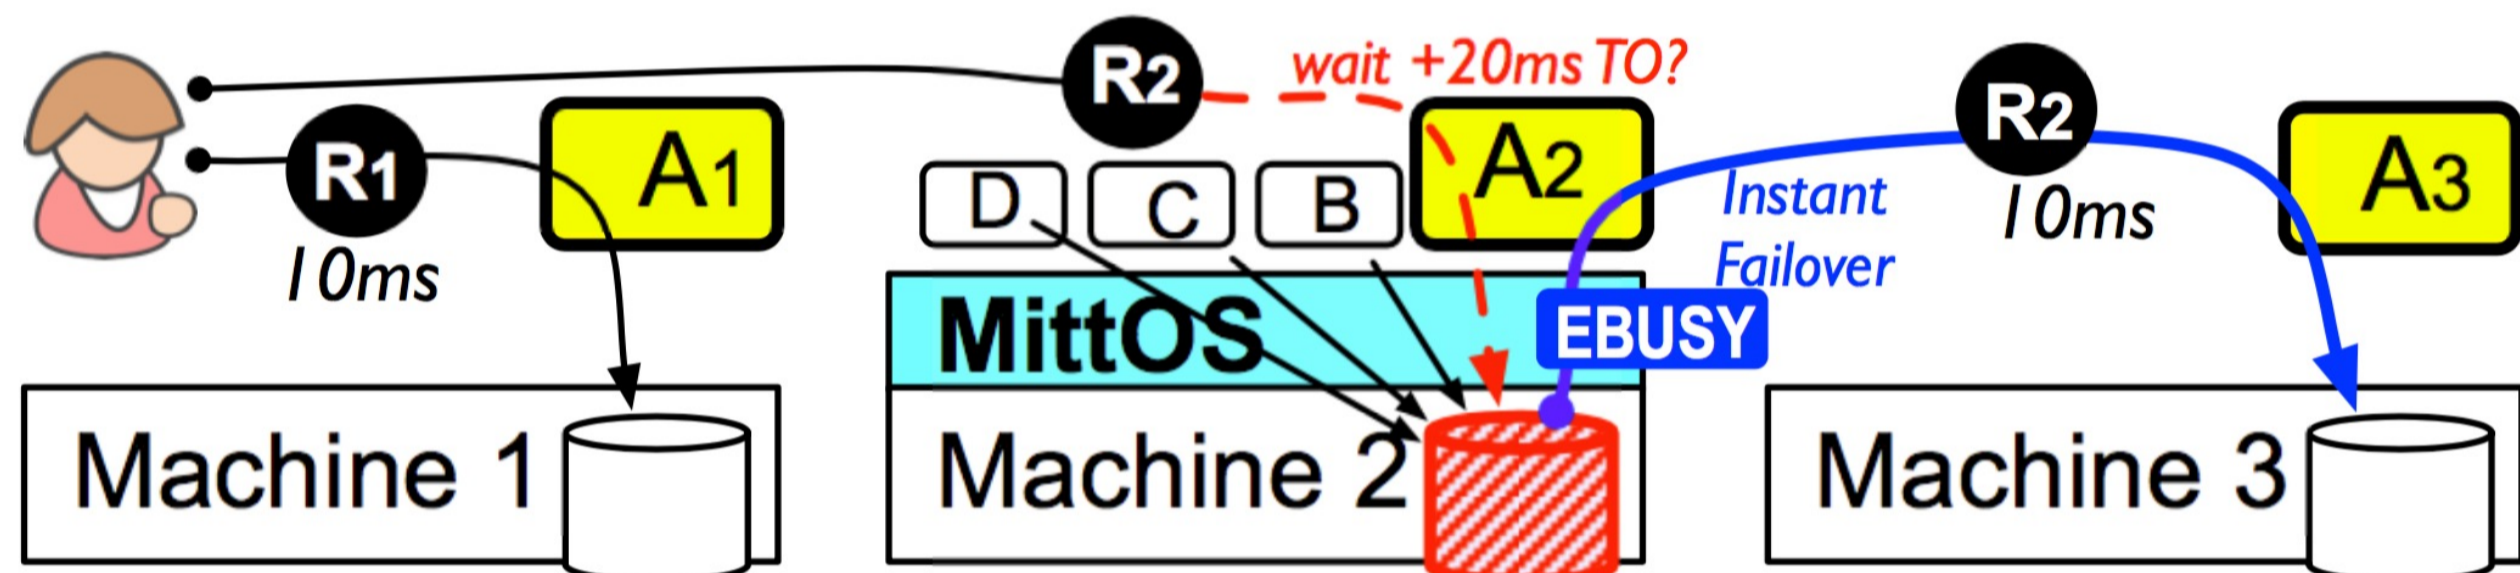 R1
10ms
A1
R2
wait +20ms TO?
D
C
B
A2
MittOS
EBUSY
Instant
Failover
R2
10ms
A3
Machine 1
Machine 2
Machine 3